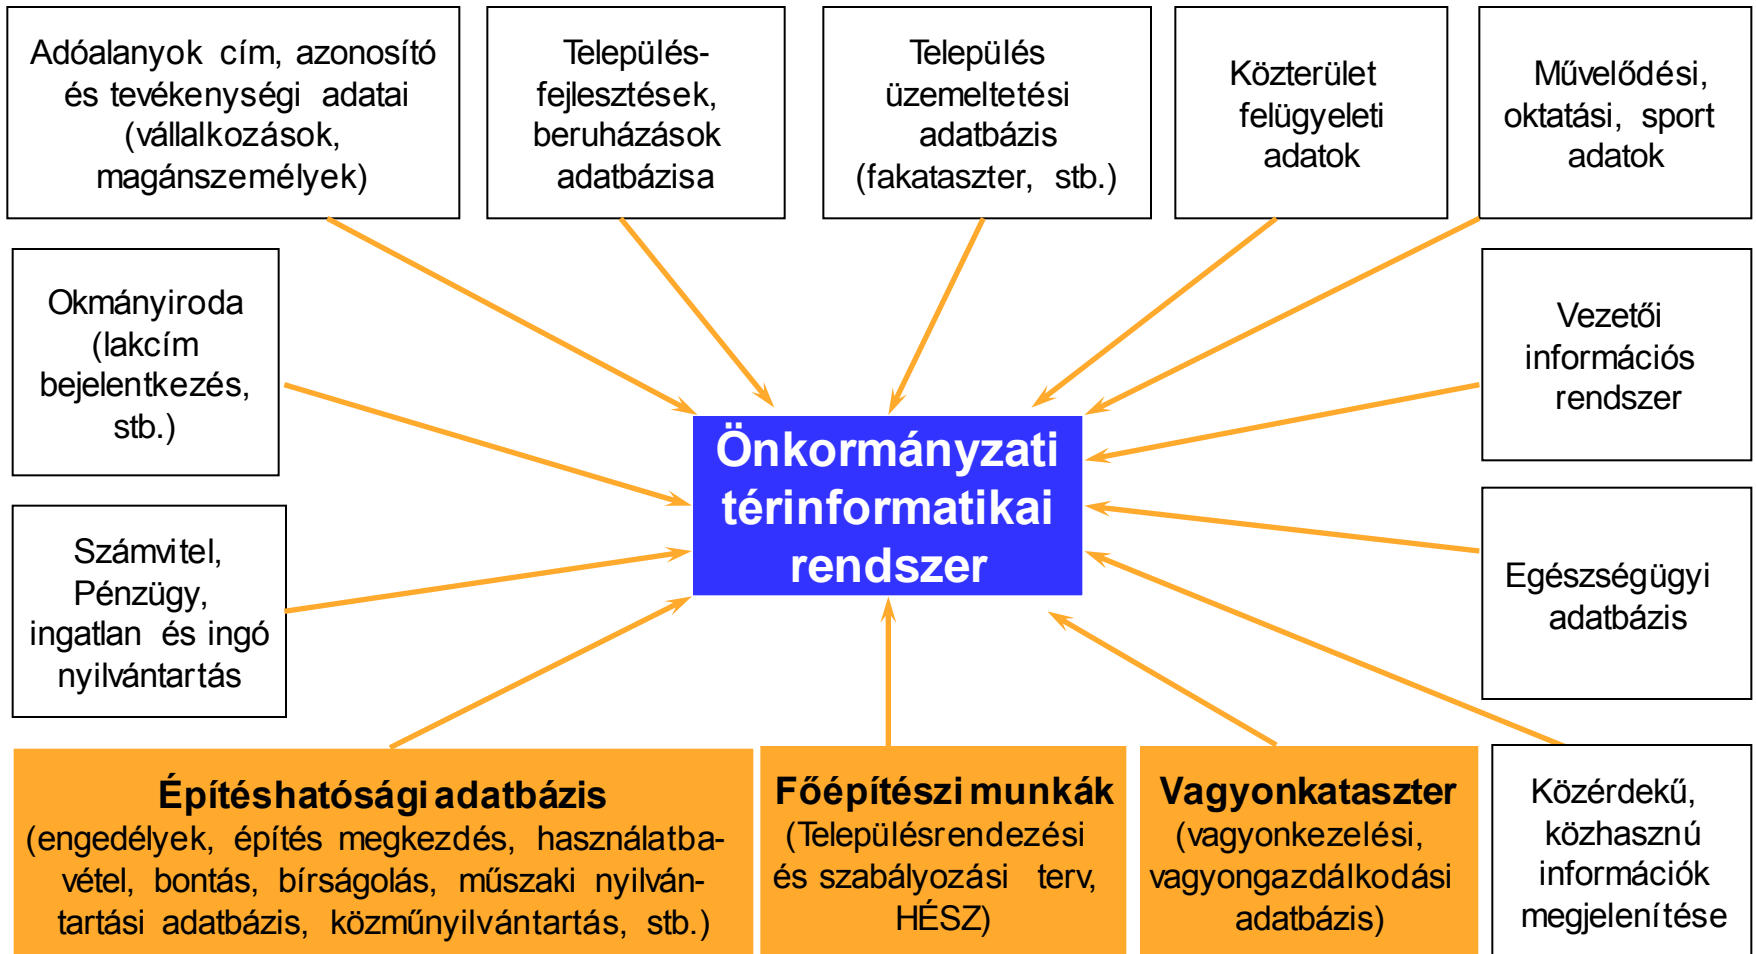 Adóalanyok cím, azonosító
és tevékenységi adatai
(vállalkozások,
magánszemélyek)
Település-
fejlesztések,
beruházások
adatbázisa
Település
üzemeltetési
adatbázis
(fakataszter, stb.)
Közterület
felügyeleti
adatok
Művelődési,
oktatási, sport
adatok
Okmányiroda
(lakcím
bejelentkezés,
stb.)
Vezetői
információs
rendszer
Önkormányzati
térinformatikai
rendszer
Számvitel,
Pénzügy,
ingatlan és ingó
nyilvántartás
Egészségügyi
adatbázis
Építéshatósági adatbázis
(engedélyek, építés megkezdés, használatba-
vétel, bontás, bírságolás, műszaki nyilván-
tartási adatbázis, közműnyilvántartás, stb.)
Főépítészi munkák
(Településrendezési
és szabályozási terv,
HÉSZ)
Vagyonkataszter
(vagyonkezelési,
vagyongazdálkodási
adatbázis)
Közérdekű,
közhasznú
információk
megjelenítése